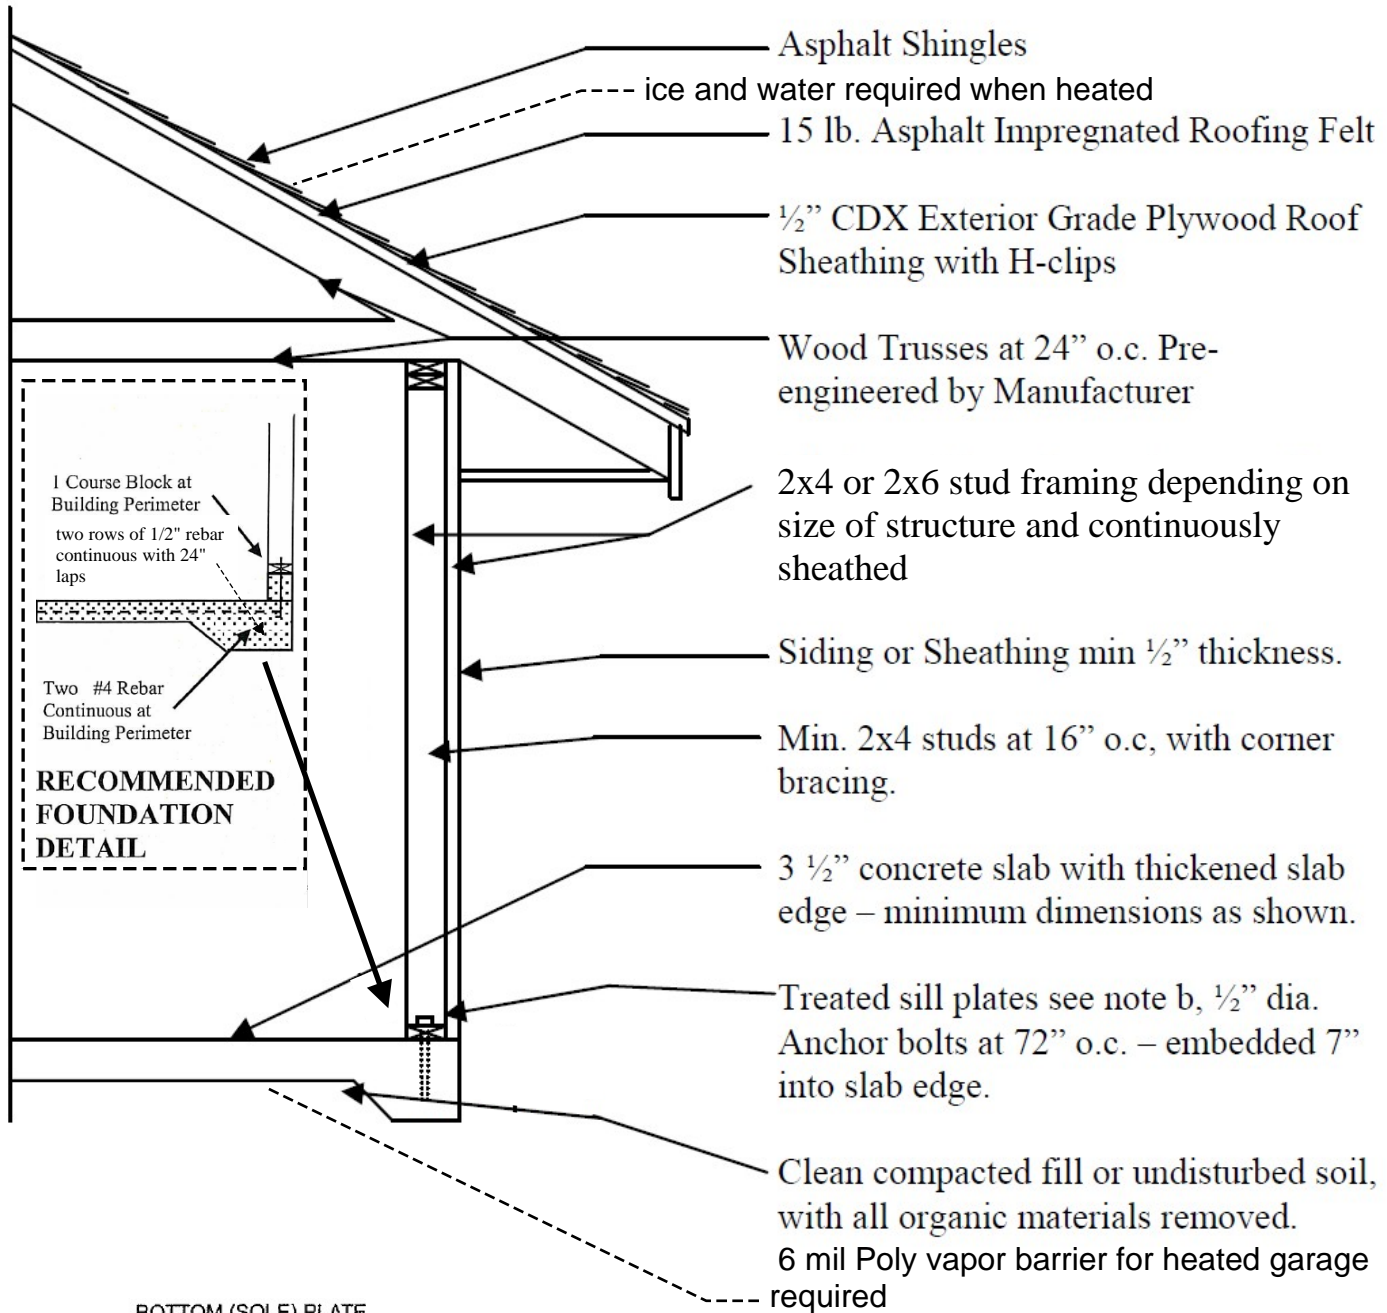 Asphalt Shingles
ice and water required when heated
15 lb. Asphalt Impregnated Roofing Felt
½” CDX Exterior Grade Plywood Roof
Sheathing with H-clips
Wood Trusses at 24” o.c. Pre-
engineered by Manufacturer
2x4 or 2x6 stud framing depending on
size of structure and continuously
sheathed
Siding or Sheathing min ½” thickness.
Min. 2x4 studs at 16” o.c, with corner
bracing.
3 ½” concrete slab with thickened slab
edge – minimum dimensions as shown.
Treated sill plates see note b, ½” dia.
Anchor bolts at 72” o.c. – embedded 7”
into slab edge.
Clean compacted fill or undisturbed soil,
with all organic materials removed.
6 mil Poly vapor barrier for heated garage
required
1 Course Block at
Building Perimeter
two rows of 1/2" rebar
continuous with 24"
laps
Two #4 Rebar
Continuous at
Building Perimeter
RECOMMENDED
FOUNDATION
DETAIL
BOTTOM (SOLE) PLATE